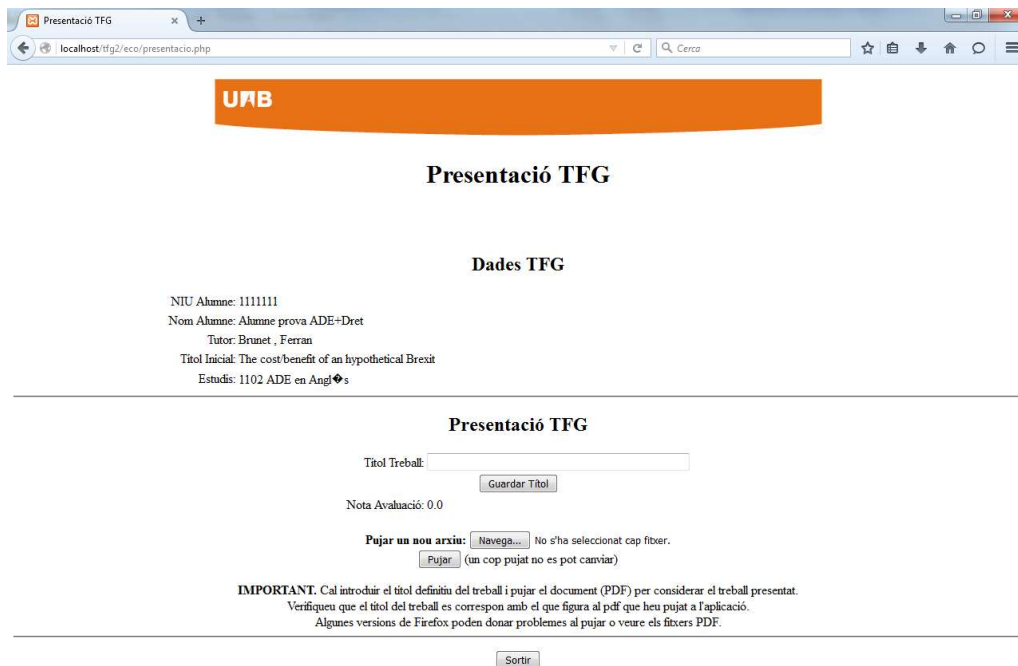 Presentació TFG
localhost/tfg2/eco/presentacio.php
Cerca
UAB
Presentació TFG
Dades TFG
NIU Alumne: 1111111
Nom Alumne: Alumne prova ADE+Dret
Tutor: Brunet , Ferran
Titol Inicial: The cost/benefit of an hypothetical Brexit
Estudis: 1102 ADE en Angl�s
Presentació TFG
Titol Treball:
Guardar Títol
Nota Avaluació: 0.0
Pujar un nou arxiu: Navega... No s'ha seleccionat cap fitxer.
Pujar (un cop pujat no es pot canviar)
IMPORTANT. Cal introduir el títol definitiu del treball i pujar el document (PDF) per considerar el treball presentat.
Verifiqueu que el títol del treball es correspon amb el que figura al pdf que heu pujat a l'aplicació.
Algunes versions de Firefox poden donar problemes al pujar o veure els fitxers PDF.
Sortir